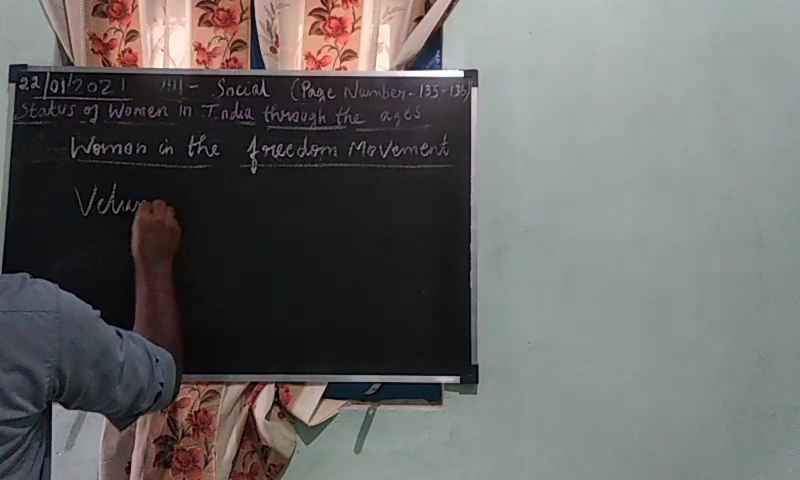 22/01/2021 VIII - Social (Page Number - 135-136)
Status of Women in India through the ages
Women in the freedom Movement